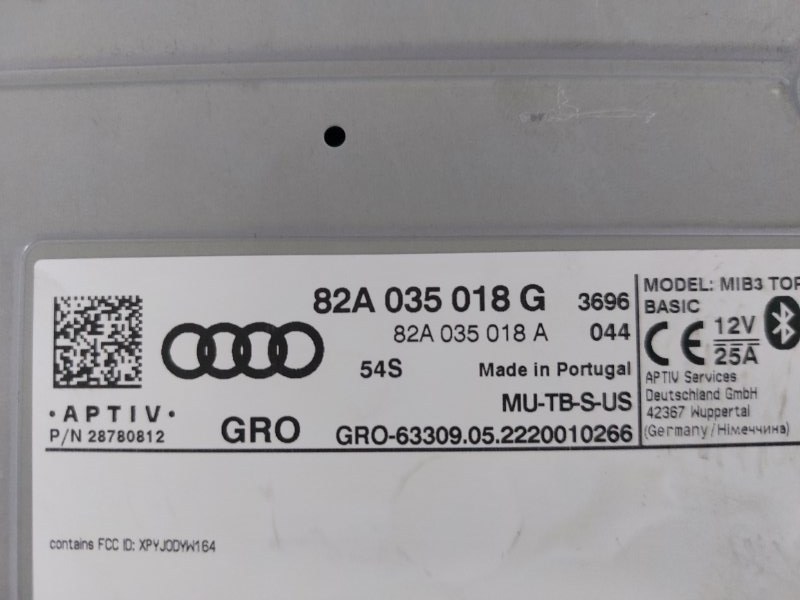 82A 035 018 G 3696
82A 035 018 A 044
54S Made in Portugal
MU-TB-S-US
GRO GRO-63309.05.2220010266
• APTIV •
P/N 28780812
MODEL: MIB3 TOP
BASIC
CE 12V
25A
APTIV Services
Deutschland GmbH
42367 Wuppertal
(Germany/Німеччина)
contains FCC ID: XPYJODYW164